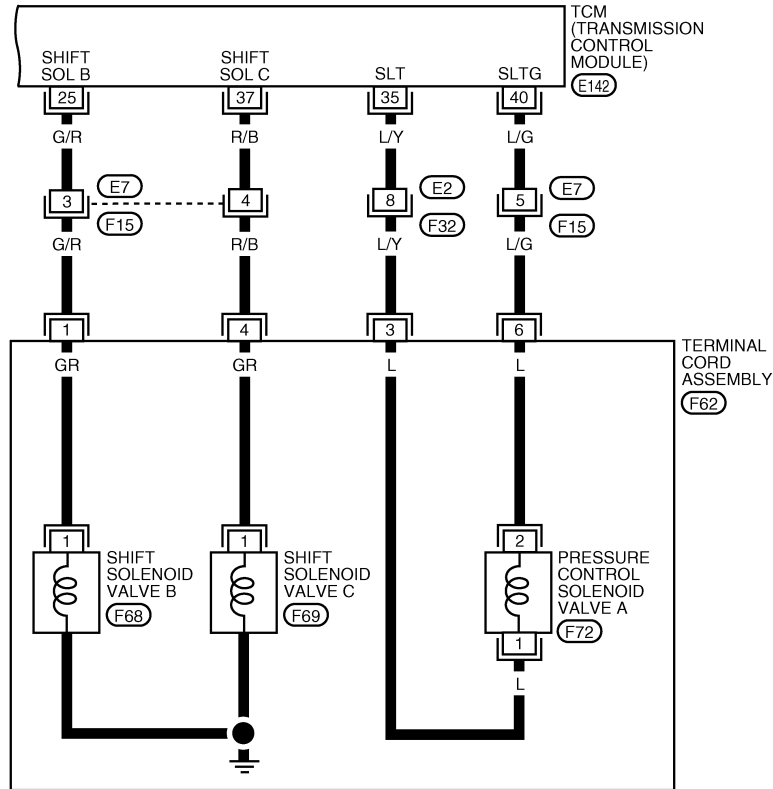 TCM
(TRANSMISSION
CONTROL
MODULE)
E142
SHIFT
SOL B
SHIFT
SOL C
SLT
SLTG
25
37
35
40
G/R
R/B
L/Y
L/G
3
E7
F15
4
8
E2
F32
5
E7
F15
G/R
R/B
L/Y
L/G
1
4
3
6
TERMINAL
CORD
ASSEMBLY
F62
GR
GR
L
L
1
SHIFT
SOLENOID
VALVE B
F68
1
SHIFT
SOLENOID
VALVE C
F69
2
PRESSURE
CONTROL
SOLENOID
VALVE A
F72
1
L